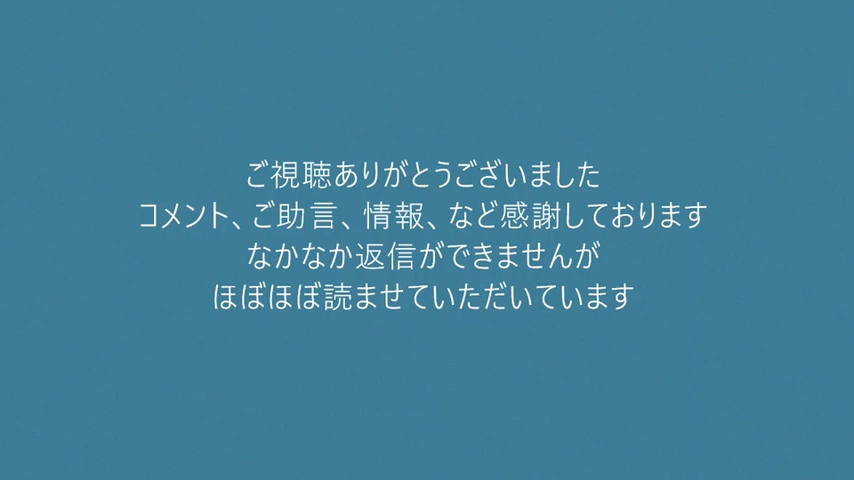 ご視聴ありがとうございました
コメント、ご助言、情報、など感謝しております
なかなか返信ができませんが
ほぼほぼ読ませていただいています